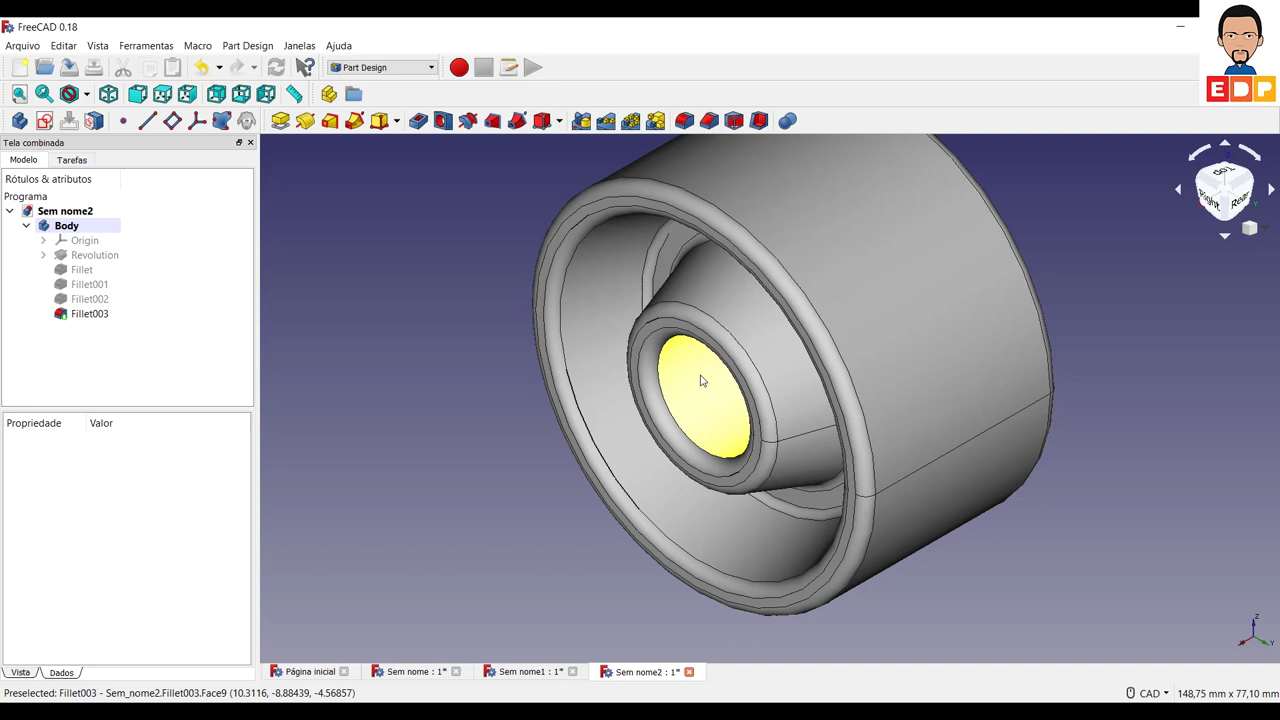 FreeCAD 0.18
Arquivo Editar Vista Ferramentas Macro Part Design Janelas Ajuda
Part Design
EDP
Tela combinada
Modelo Tarefas
Rótulos & atributos
Programa
Sem nome2
Body
Origin
Revolution
Fillet
Fillet001
Fillet002
Fillet003
Top
Right Rear
Propriedade Valor
Z
X Y
Vista Dados
Página inicial Sem nome : 1* Sem nome1 : 1* Sem nome2 : 1*
Preselected: Fillet003 - Sem_nome2.Fillet003.Face9 (10.3116, -8.88439, -4.56857) CAD 148,75 mm x 77,10 mm